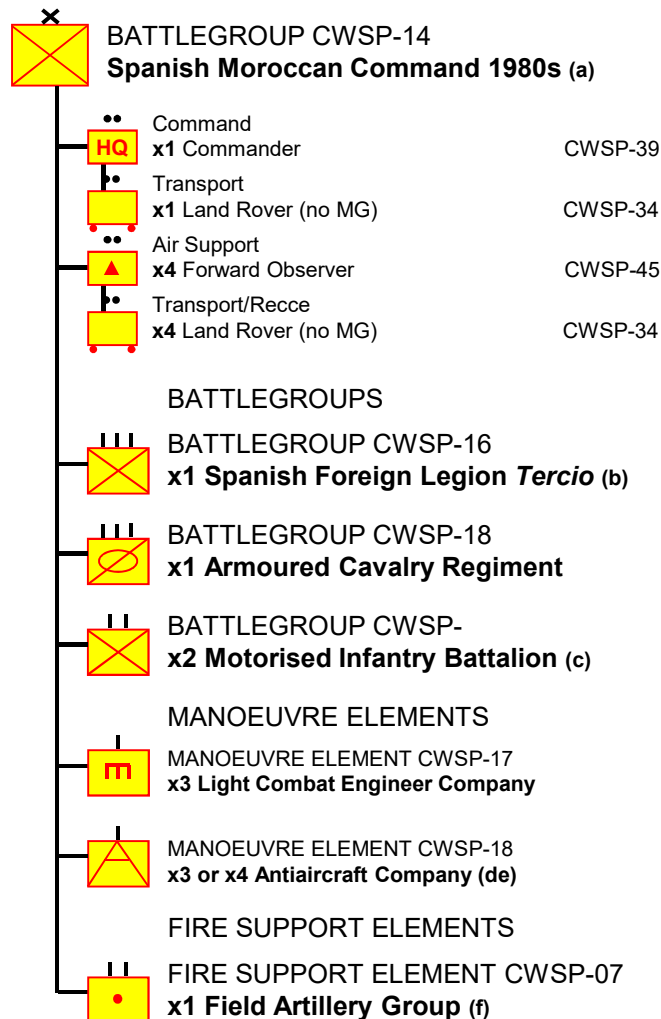 BATTLEGROUP CWSP-14
Spanish Moroccan Command 1980s (a)
Command
HQ x1 Commander CWSP-39
Transport
x1 Land Rover (no MG) CWSP-34
Air Support
x4 Forward Observer CWSP-45
Transport/Recce
x4 Land Rover (no MG) CWSP-34
BATTLEGROUPS
BATTLEGROUP CWSP-16
x1 Spanish Foreign Legion Tercio (b)
BATTLEGROUP CWSP-18
x1 Armoured Cavalry Regiment
BATTLEGROUP CWSP-
x2 Motorised Infantry Battalion (c)
MANOEUVRE ELEMENTS
MANOEUVRE ELEMENT CWSP-17
x3 Light Combat Engineer Company
MANOEUVRE ELEMENT CWSP-18
x3 or x4 Antiaircraft Company (de)
FIRE SUPPORT ELEMENTS
FIRE SUPPORT ELEMENT CWSP-07
x1 Field Artillery Group (f)